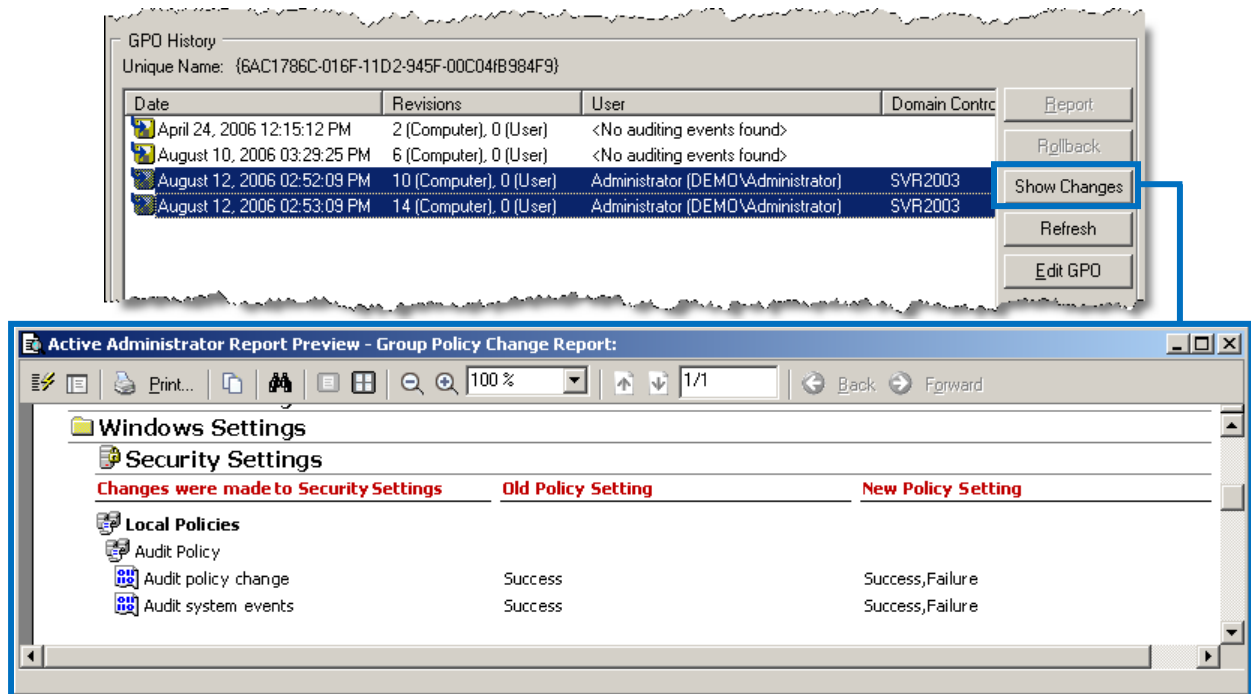 GPO History
Unique Name: {6AC1786C-016F-11D2-945F-00C04fB984F9}
Date Revisions User Domain Contrc Report
April 24, 2006 12:15:12 PM 2 (Computer), 0 (User) <No auditing events found>
Rollback
August 10, 2006 03:29:25 PM 6 (Computer), 0 (User) <No auditing events found>
August 12, 2006 02:52:09 PM 10 (Computer), 0 (User) Administrator (DEMO\Administrator) SVR2003 Show Changes
August 12, 2006 02:53:09 PM 14 (Computer), 0 (User) Administrator (DEMO\Administrator) SVR2003
Refresh
Edit GPO
Active Administrator Report Preview - Group Policy Change Report:
Print... 100 % 1/1 Back Forward
Windows Settings
Security Settings
Changes were made to Security Settings Old Policy Setting New Policy Setting
Local Policies
Audit Policy
Audit policy change Success Success,Failure
Audit system events Success Success,Failure